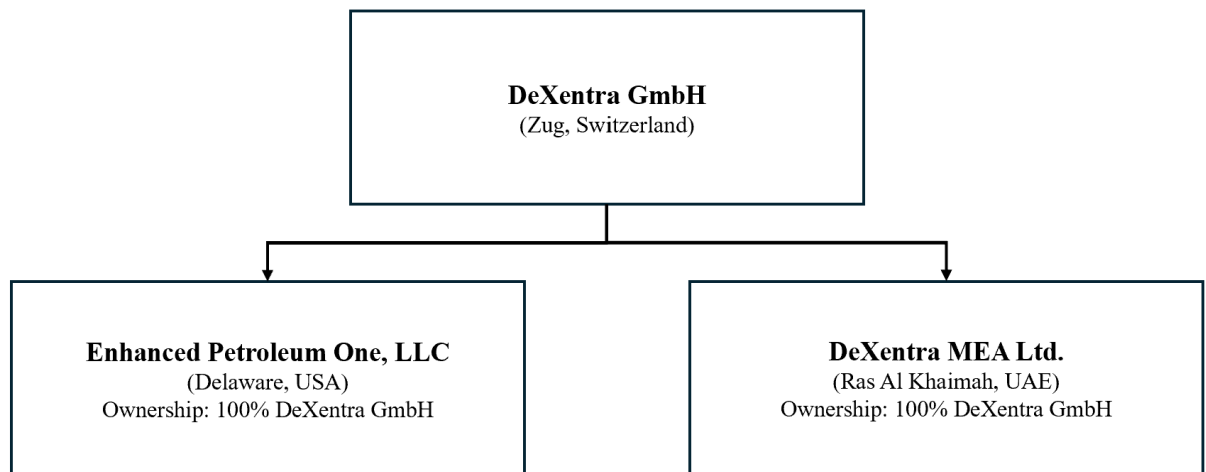 DeXentra GmbH
(Zug, Switzerland)
Enhanced Petroleum One, LLC
(Delaware, USA)
Ownership: 100% DeXentra GmbH
DeXentra MEA Ltd.
(Ras Al Khaimah, UAE)
Ownership: 100% DeXentra GmbH